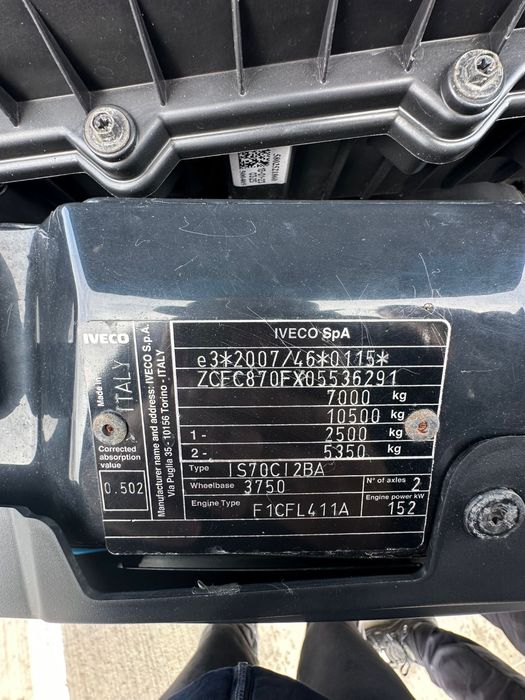 IVECO SpA
IVECO
Made in ITALY
Manufacturer name and address: IVECO S.p.A.
Via Puglia 35 - 10156 Torino - ITALY
e3*2007/46*0115*
ZCFC870FX05536291
7000 kg
10500 kg
1- 2500 kg
2- 5350 kg
Corrected absorption value
0.502
Type IS70CI2BA
Wheelbase 3750
N° of axles 2
Engine Type F1CFL411A
Engine power kW 152